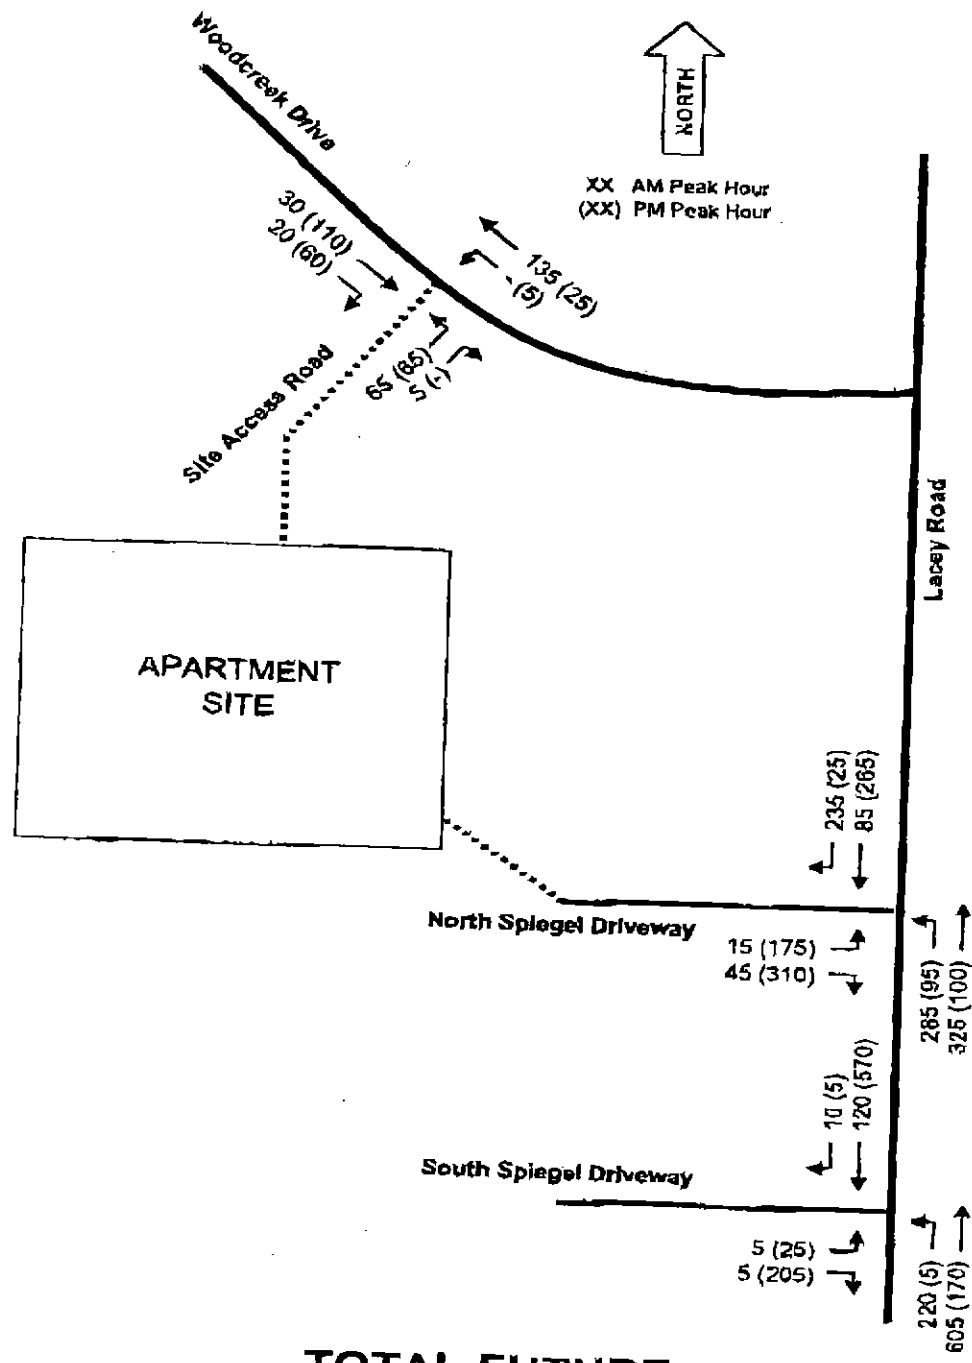 Woodcreek Drive
NORTH
XX AM Peak Hour
(XX) PM Peak Hour
30 (110)
20 (60)
135 (25)
- (5)
65 (65)
5 (-)
Site Access Road
Lacey Road
APARTMENT
SITE
235 (25)
85 (265)
North Spiegel Driveway
15 (175)
45 (310)
285 (95)
325 (100)
10 (5)
120 (570)
South Spiegel Driveway
5 (25)
5 (205)
220 (5)
605 (170)
TOTAL FUTURE